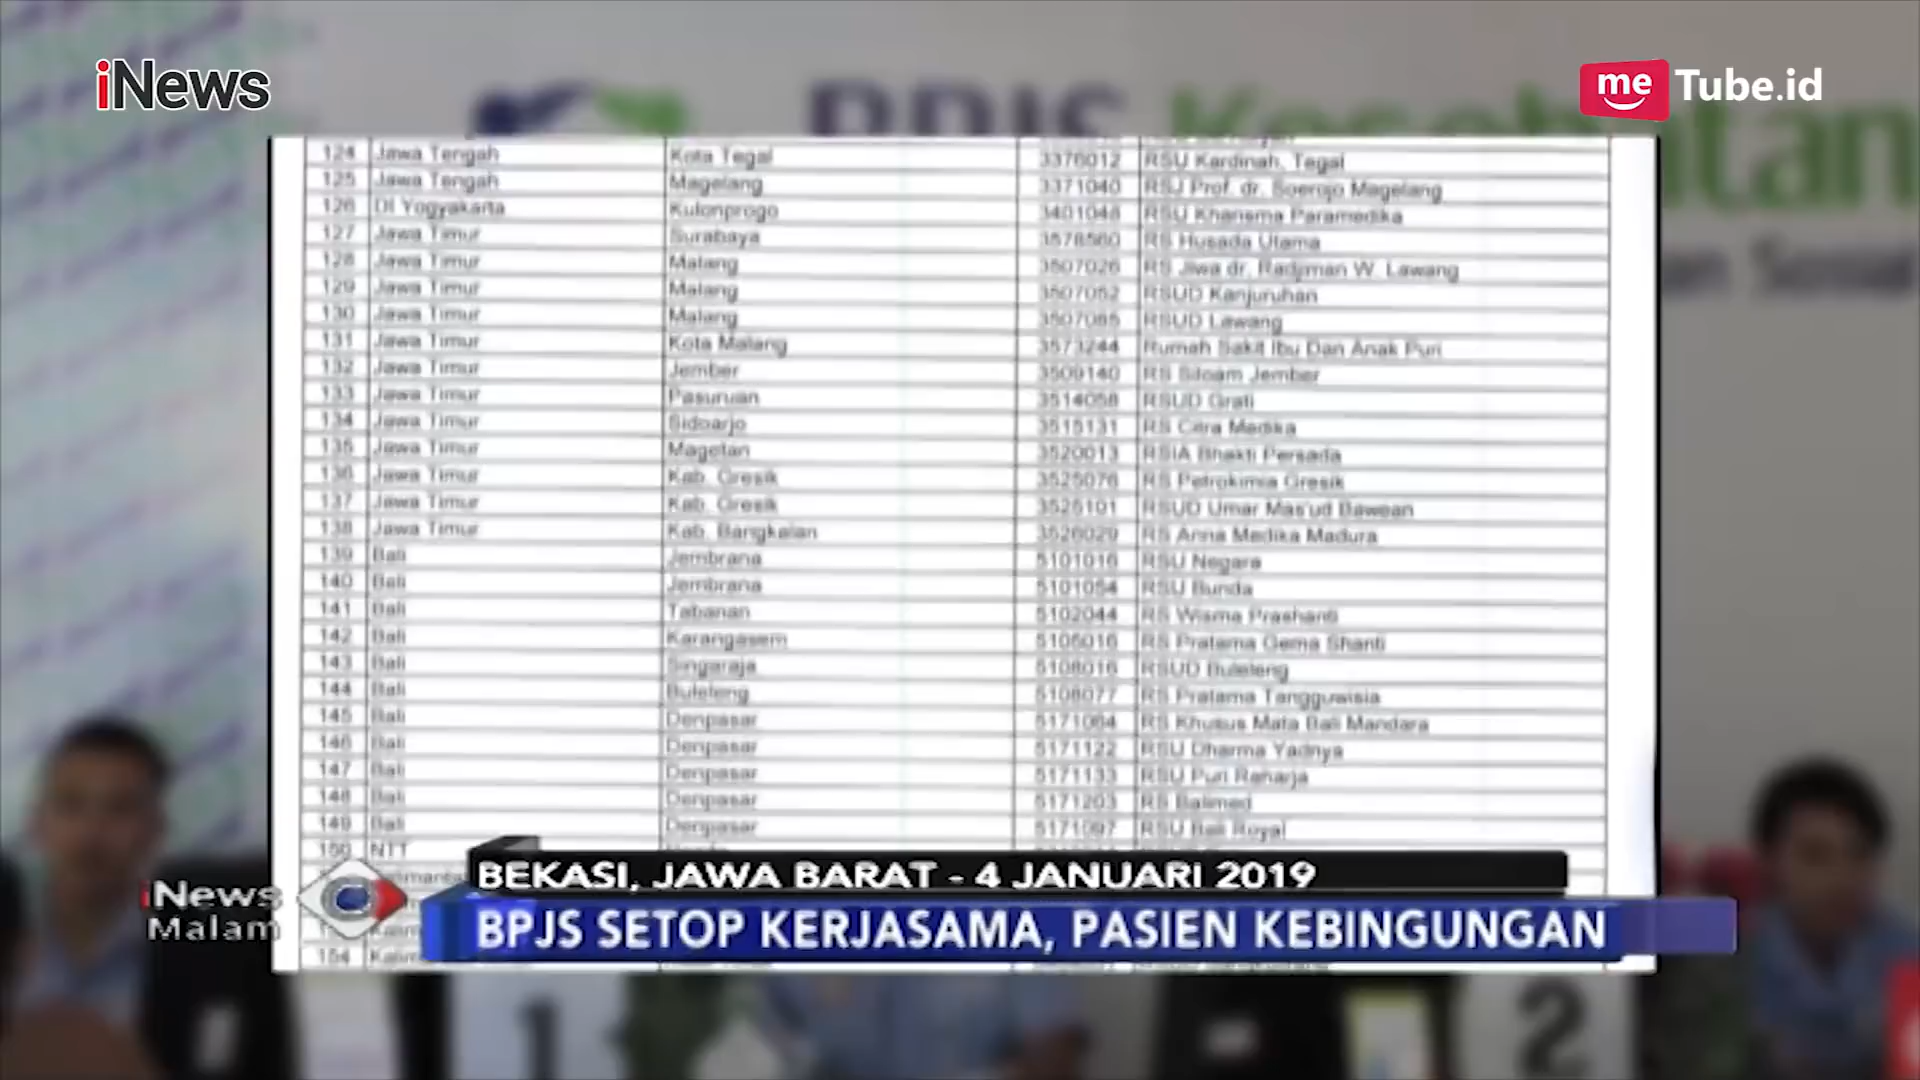 iNews
me Tube.id
BPJS Kesehatan
124 Jawa Tengah Kota Tegal 3376012 RSU Kardinah, Tegal
125 Jawa Tengah Magelang 3371040 RSJ Prof. dr. Soerojo Magelang
126 DI Yogyakarta Kulonprogo 3401048 RSU Kharisma Paramedika
127 Jawa Timur Surabaya 3578560 RS Husada Utama
128 Jawa Timur Malang 3507026 RS Jiwa dr. Radjiman W. Lawang
129 Jawa Timur Malang 3507052 RSUD Kanjuruhan
130 Jawa Timur Malang 3507085 RSUD Lawang
131 Jawa Timur Kota Malang 3573244 Rumah Sakit Ibu Dan Anak Puri
132 Jawa Timur Jember 3509140 RS Siloam Jember
133 Jawa Timur Pasuruan 3514058 RSUD Grati
134 Jawa Timur Sidoarjo 3515131 RS Citra Medika
135 Jawa Timur Magetan 3520013 RSIA Bhakti Persada
136 Jawa Timur Kab. Gresik 3525076 RS Petrokimia Gresik
137 Jawa Timur Kab. Gresik 3525101 RSUD Umar Mas'ud Bawean
138 Jawa Timur Kab. Bangkalan 3526029 RS Anna Medika Madura
139 Bali Jembrana 5101016 RSU Negara
140 Bali Jembrana 5101054 RSU Bunda
141 Bali Tabanan 5102044 RS Wisma Prashanti
142 Bali Karangasem 5106016 RS Pratama Gema Shanti
143 Bali Singaraja 5108016 RSUD Buleleng
144 Bali Buleleng 5108077 RS Pratama Tangguwisia
145 Bali Denpasar 5171064 RS Khusus Mata Bali Mandara
146 Bali Denpasar 5171122 RSU Dharma Yadnya
147 Bali Denpasar 5171133 RSU Puri Raharja
148 Bali Denpasar 5171203 RS Balimed
149 Bali Denpasar 5171097 RSU Bali Royal
150 NTT
154
BEKASI, JAWA BARAT - 4 JANUARI 2019
iNews Malam
BPJS SETOP KERJASAMA, PASIEN KEBINGUNGAN
1
2